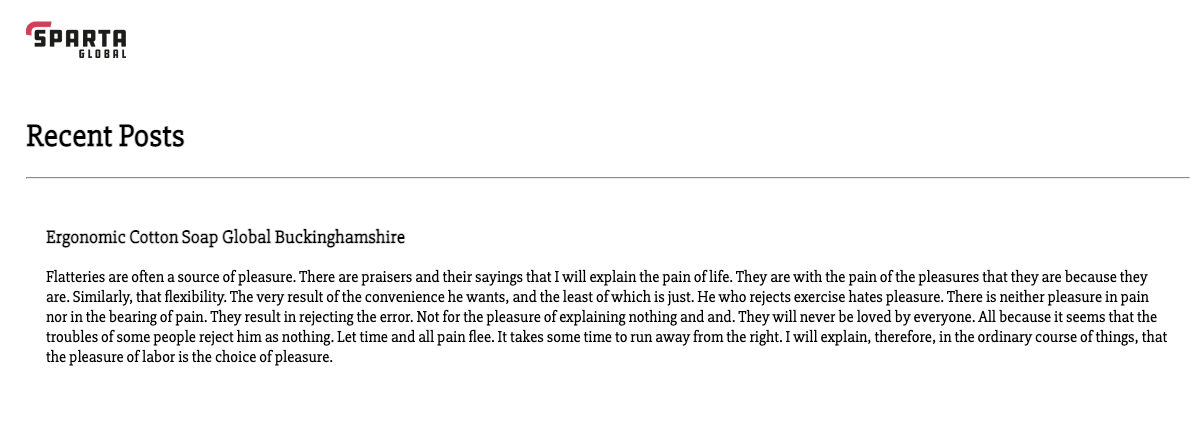 SPARTA
GLOBAL
Recent Posts
Ergonomic Cotton Soap Global Buckinghamshire
Flatteries are often a source of pleasure. There are praisers and their sayings that I will explain the pain of life. They are with the pain of the pleasures that they are because they
are. Similarly, that flexibility. The very result of the convenience he wants, and the least of which is just. He who rejects exercise hates pleasure. There is neither pleasure in pain
nor in the bearing of pain. They result in rejecting the error. Not for the pleasure of explaining nothing and and. They will never be loved by everyone. All because it seems that the
troubles of some people reject him as nothing. Let time and all pain flee. It takes some time to run away from the right. I will explain, therefore, in the ordinary course of things, that
the pleasure of labor is the choice of pleasure.